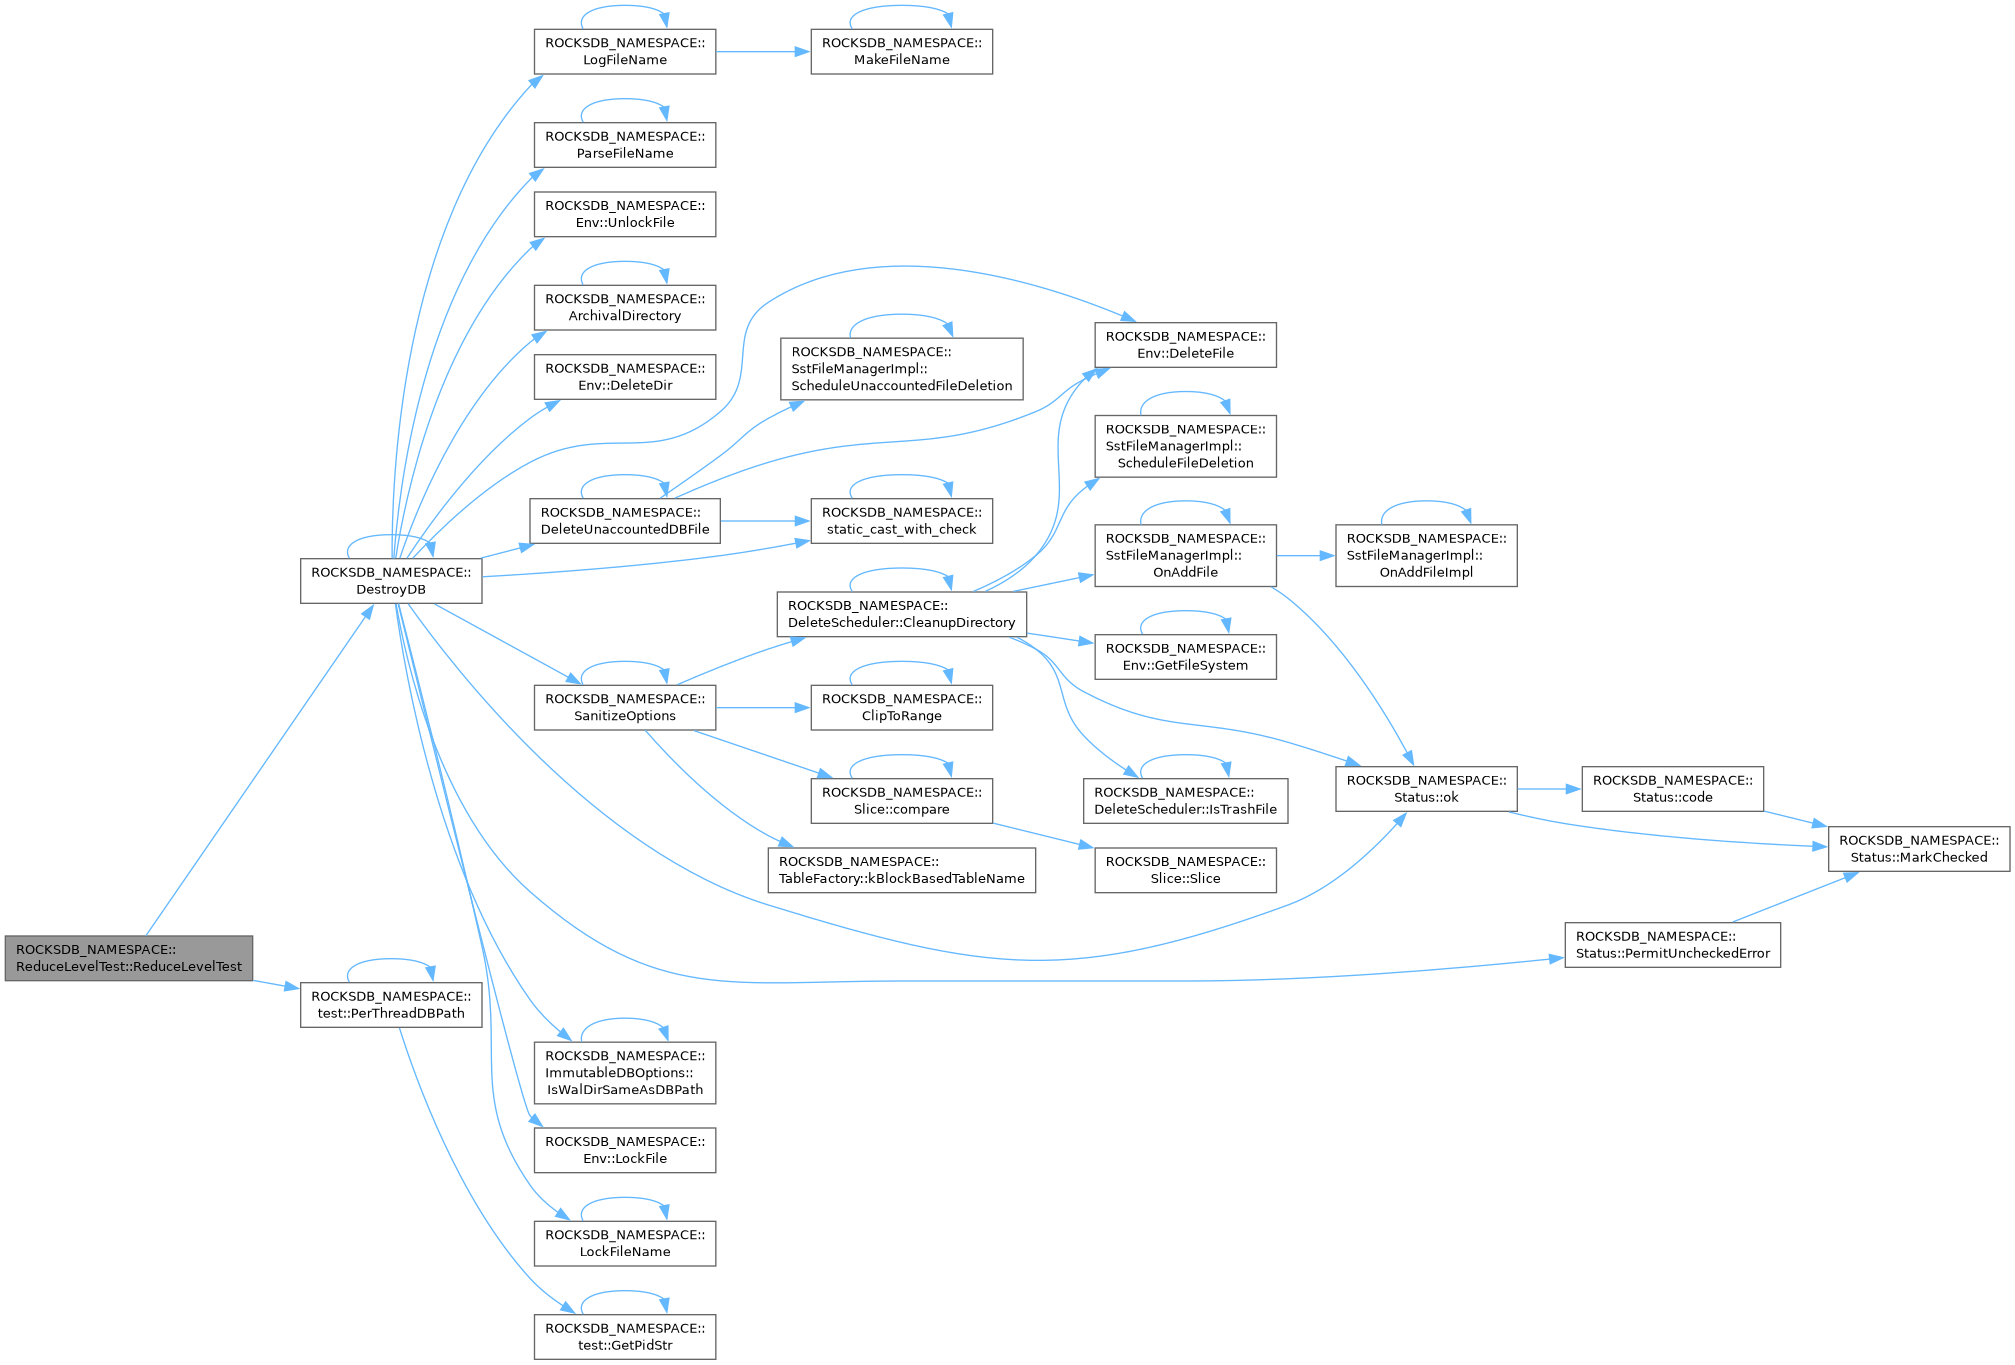 ROCKSDB_NAMESPACE::
LogFileName
ROCKSDB_NAMESPACE::
MakeFileName
ROCKSDB_NAMESPACE::
ParseFileName
ROCKSDB_NAMESPACE::
Env::UnlockFile
ROCKSDB_NAMESPACE::
ArchivalDirectory
ROCKSDB_NAMESPACE::
Env::DeleteDir
ROCKSDB_NAMESPACE::
SstFileManagerImpl::
ScheduleUnaccountedFileDeletion
ROCKSDB_NAMESPACE::
Env::DeleteFile
ROCKSDB_NAMESPACE::
SstFileManagerImpl::
ScheduleFileDeletion
ROCKSDB_NAMESPACE::
DeleteUnaccountedDBFile
ROCKSDB_NAMESPACE::
static_cast_with_check
ROCKSDB_NAMESPACE::
SstFileManagerImpl::
OnAddFile
ROCKSDB_NAMESPACE::
SstFileManagerImpl::
OnAddFileImpl
ROCKSDB_NAMESPACE::
DestroyDB
ROCKSDB_NAMESPACE::
DeleteScheduler::CleanupDirectory
ROCKSDB_NAMESPACE::
Env::GetFileSystem
ROCKSDB_NAMESPACE::
SanitizeOptions
ROCKSDB_NAMESPACE::
ClipToRange
ROCKSDB_NAMESPACE::
Slice::compare
ROCKSDB_NAMESPACE::
DeleteScheduler::IsTrashFile
ROCKSDB_NAMESPACE::
Status::ok
ROCKSDB_NAMESPACE::
Status::code
ROCKSDB_NAMESPACE::
Status::MarkChecked
ROCKSDB_NAMESPACE::
TableFactory::kBlockBasedTableName
ROCKSDB_NAMESPACE::
Slice::Slice
ROCKSDB_NAMESPACE::
Status::PermitUncheckedError
ROCKSDB_NAMESPACE::
ReduceLevelTest::ReduceLevelTest
ROCKSDB_NAMESPACE::
test::PerThreadDBPath
ROCKSDB_NAMESPACE::
ImmutableDBOptions::
IsWalDirSameAsDBPath
ROCKSDB_NAMESPACE::
Env::LockFile
ROCKSDB_NAMESPACE::
LockFileName
ROCKSDB_NAMESPACE::
test::GetPidStr